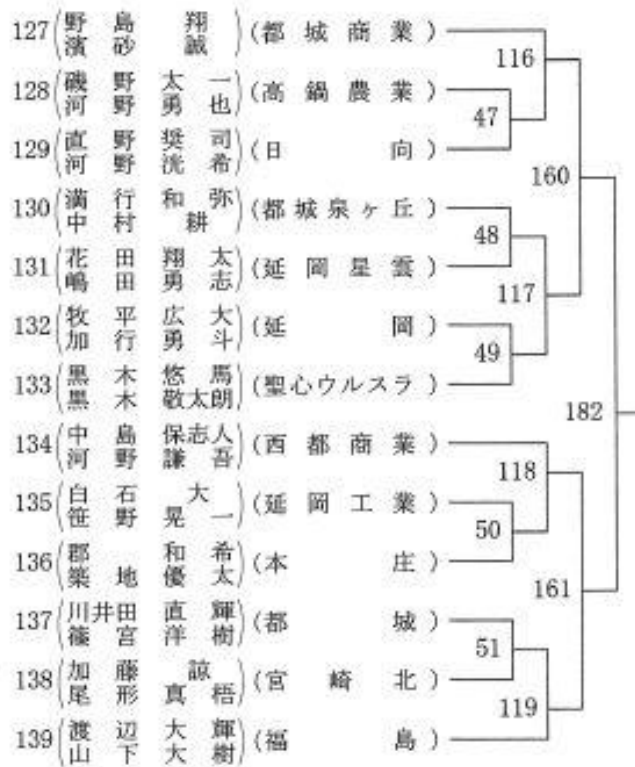 127 (野島 翔 濱砂 誠) (都城商業)
128 (磯野太一 河野勇也) (高鍋農業)
129 (直野奨司 河野洸希) (日向)
130 (満行和弥 中村 耕) (都城泉ヶ丘)
131 (花田翔太 嶋田勇志) (延岡星雲)
132 (牧平広大 加行勇斗) (延岡)
133 (黒木悠馬 黒木敬太朗) (聖心ウルスラ)
134 (中島保志人 河野謙吾) (西都商業)
135 (白石 大 笹野晃一) (延岡工業)
136 (郡 和希 築地優太) (本庄)
137 (川井田直輝 篠宮洋樹) (都城)
138 (加藤 諒 尾形真梧) (宮崎北)
139 (渡辺大輝 山下大樹) (福島)
116
47
160
48
117
49
182
118
50
161
51
119